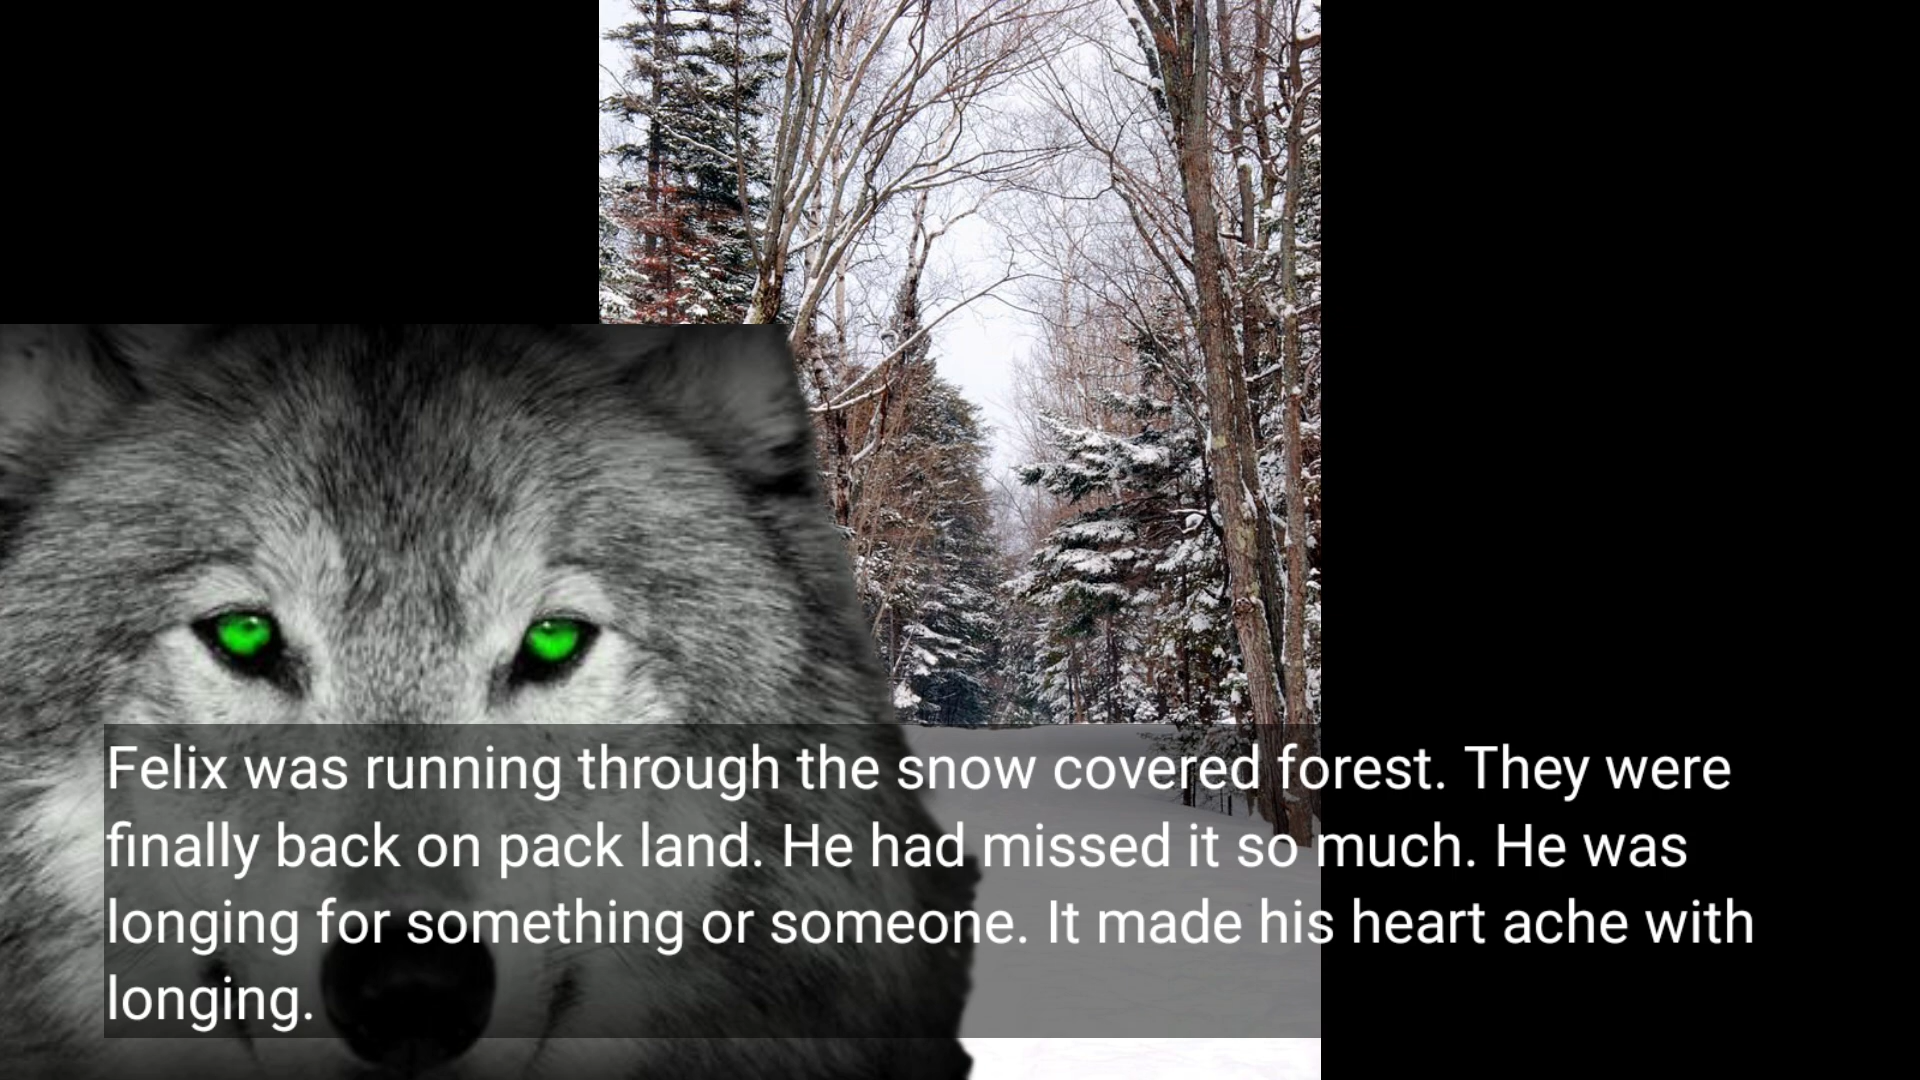 Felix was running through the snow covered forest. They were
finally back on pack land. He had missed it so much. He was
longing for something or someone. It made his heart ache with
longing.